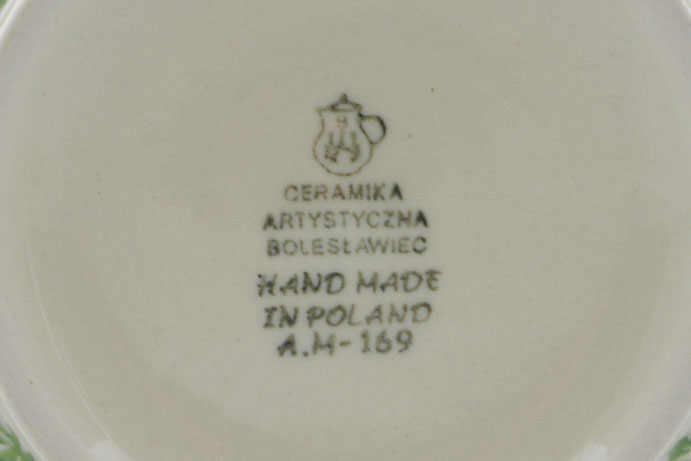 B
CERAMIKA
ARTYSTYCZNA
BOLESŁAWIEC
HAND MADE
IN POLAND
A.M-169